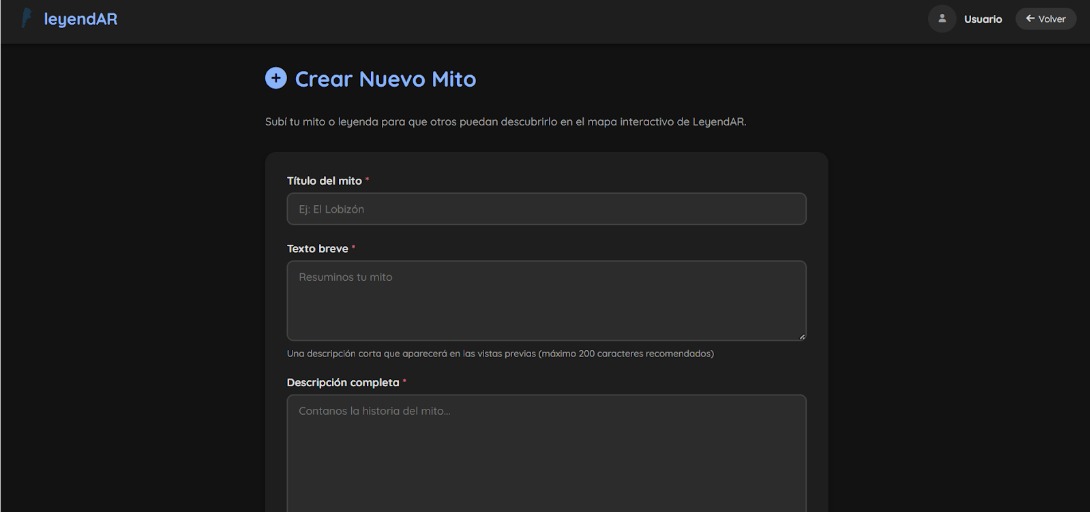 leyendAR
Usuario
← Volver
Crear Nuevo Mito
Subí tu mito o leyenda para que otros puedan descubrirlo en el mapa interactivo de LeyendAR.
Título del mito *
Ej: El Lobizón
Texto breve *
Resuminos tu mito
Una descripción corta que aparecerá en las vistas previas (máximo 200 caracteres recomendados)
Descripción completa *
Contanos la historia del mito...